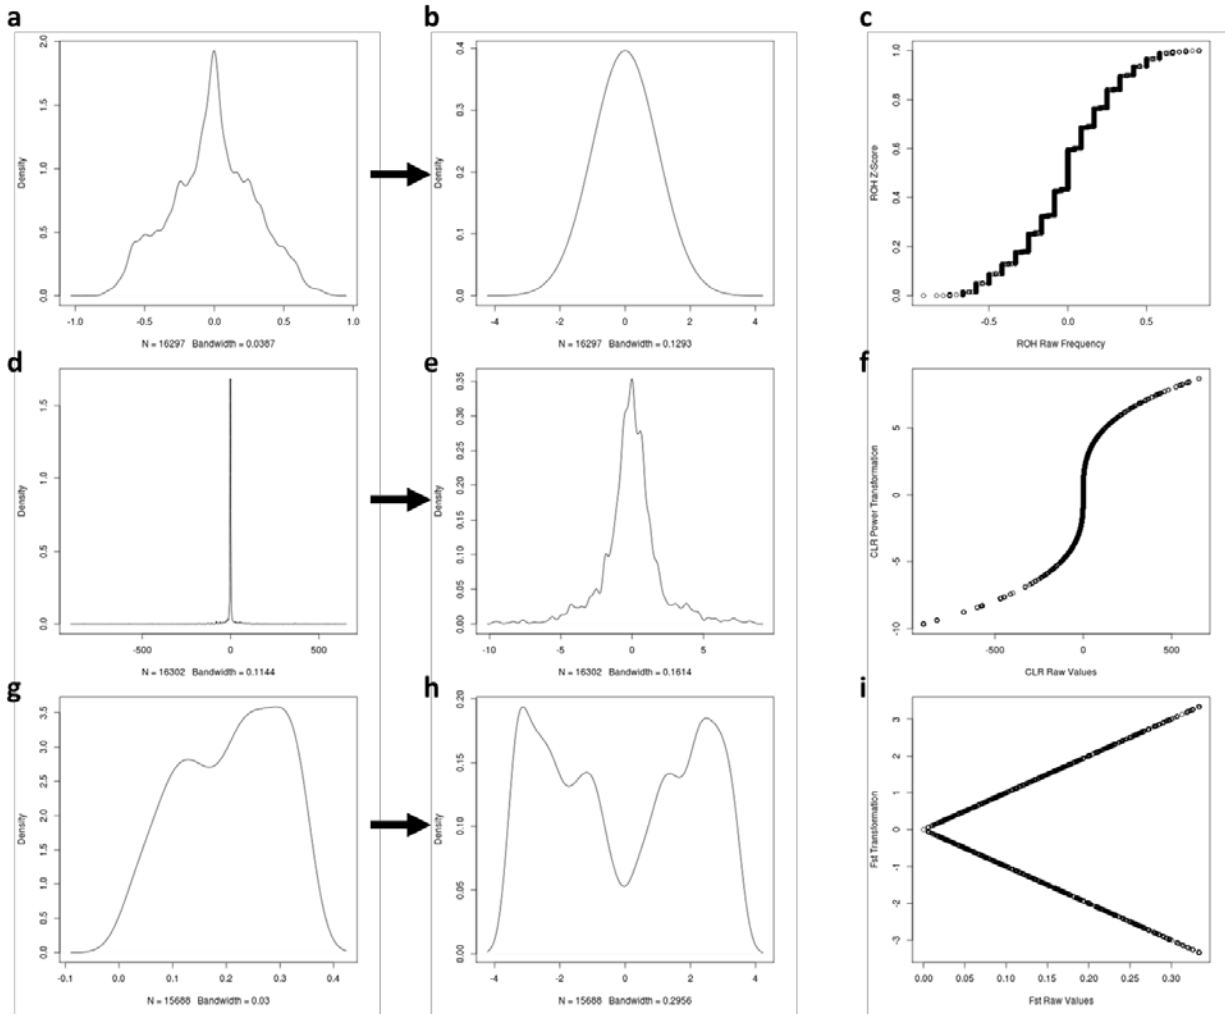 a
b
c
2.0
1.5
1.0
0.5
0.0
Density
-1.0 -0.5 0.0 0.5 1.0
N = 16297 Bandwidth = 0.0387
0.4
0.3
0.2
0.1
0.0
Density
-4 -2 0 2 4
N = 16297 Bandwidth = 0.1293
1.0
0.8
0.6
0.4
0.2
0.0
ROH Z-Score
-0.5 0.0 0.5
ROH Raw Frequency
d
e
f
1.5
1.0
0.5
0.0
Density
-500 0 500
N = 16302 Bandwidth = 0.1144
0.35
0.30
0.25
0.20
0.15
0.10
0.05
0.00
Density
-10 -5 0 5
N = 16302 Bandwidth = 0.1614
5
0
-5
-10
CLR Power Transformation
-500 0 500
CLR Raw Values
g
h
i
3.5
3.0
2.5
2.0
1.5
1.0
0.5
0.0
Density
-0.1 0.0 0.1 0.2 0.3 0.4
N = 15688 Bandwidth = 0.03
0.20
0.15
0.10
0.05
0.00
Density
-4 -2 0 2 4
N = 15688 Bandwidth = 0.2956
3
2
1
0
-1
-2
-3
Fst Transformation
0.00 0.05 0.10 0.15 0.20 0.25 0.30
Fst Raw Values